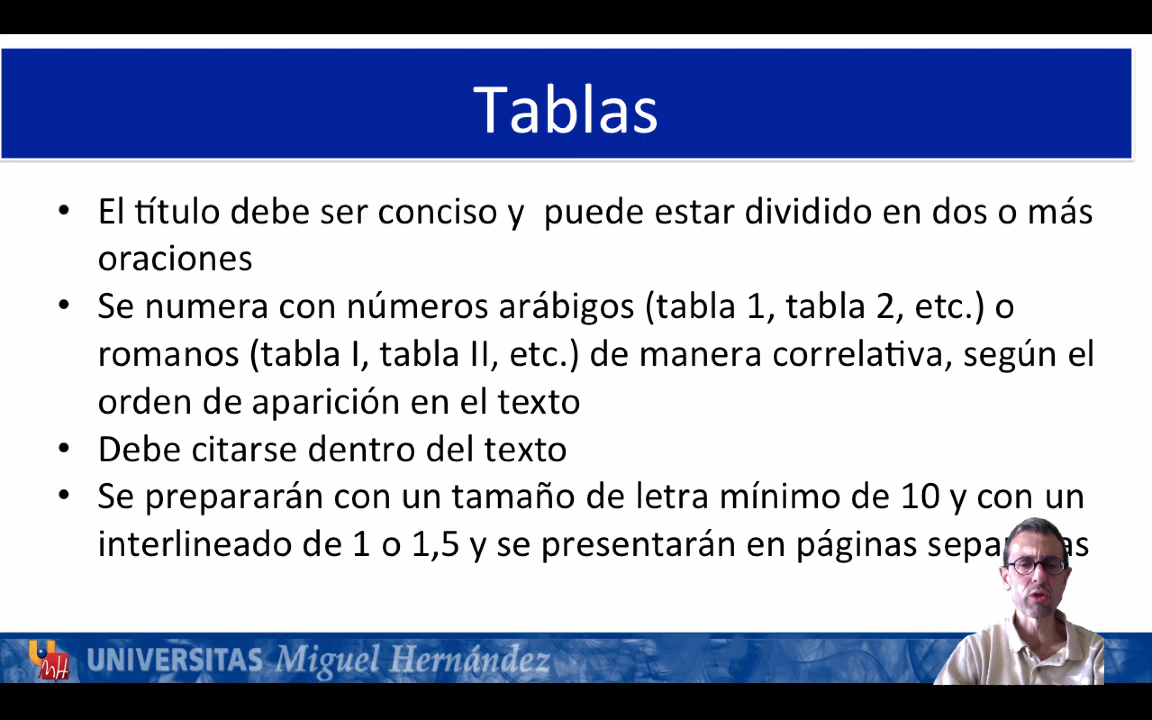 Tablas
• El título debe ser conciso y puede estar dividido en dos o más
oraciones
• Se numera con números arábigos (tabla 1, tabla 2, etc.) o
romanos (tabla I, tabla II, etc.) de manera correlativa, según el
orden de aparición en el texto
• Debe citarse dentro del texto
• Se prepararán con un tamaño de letra mínimo de 10 y con un
interlineado de 1 o 1,5 y se presentarán en páginas
UNIVERSITAS Miguel Hernández